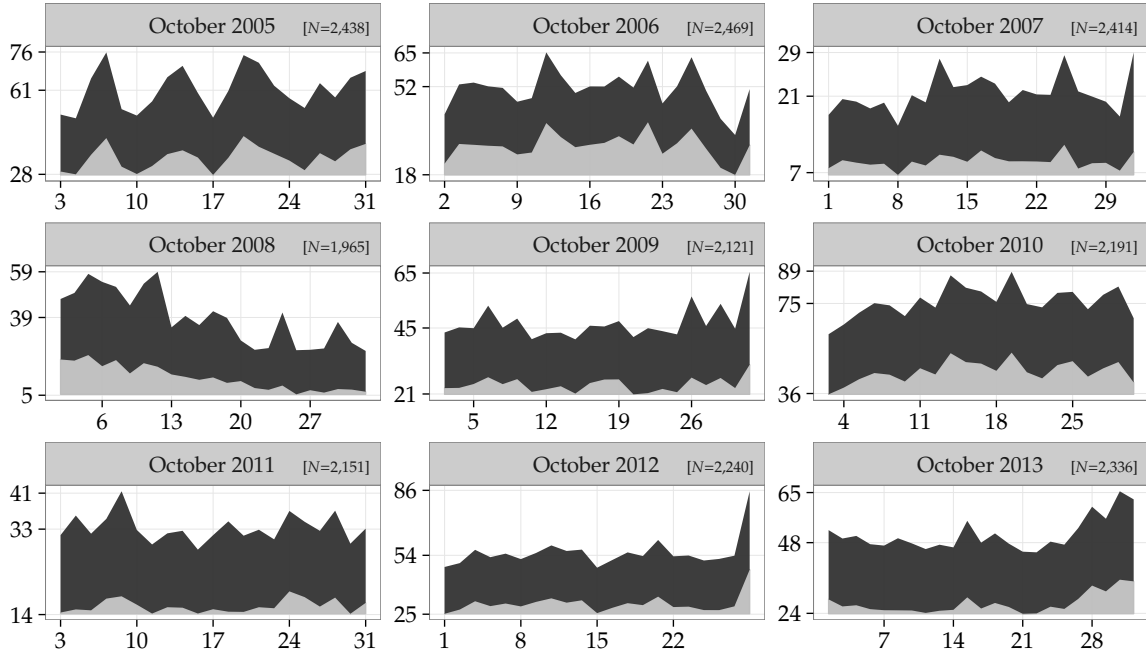 October 2005 [N=2,438]
76
61
28
3 10 17 24 31
October 2006 [N=2,469]
65
52
18
2 9 16 23 30
October 2007 [N=2,414]
29
21
7
1 8 15 22 29
October 2008 [N=1,965]
59
39
5
6 13 20 27
October 2009 [N=2,121]
65
45
21
5 12 19 26
October 2010 [N=2,191]
89
75
36
4 11 18 25
October 2011 [N=2,151]
41
33
14
3 10 17 24 31
October 2012 [N=2,240]
86
54
25
1 8 15 22
October 2013 [N=2,336]
65
48
24
7 14 21 28